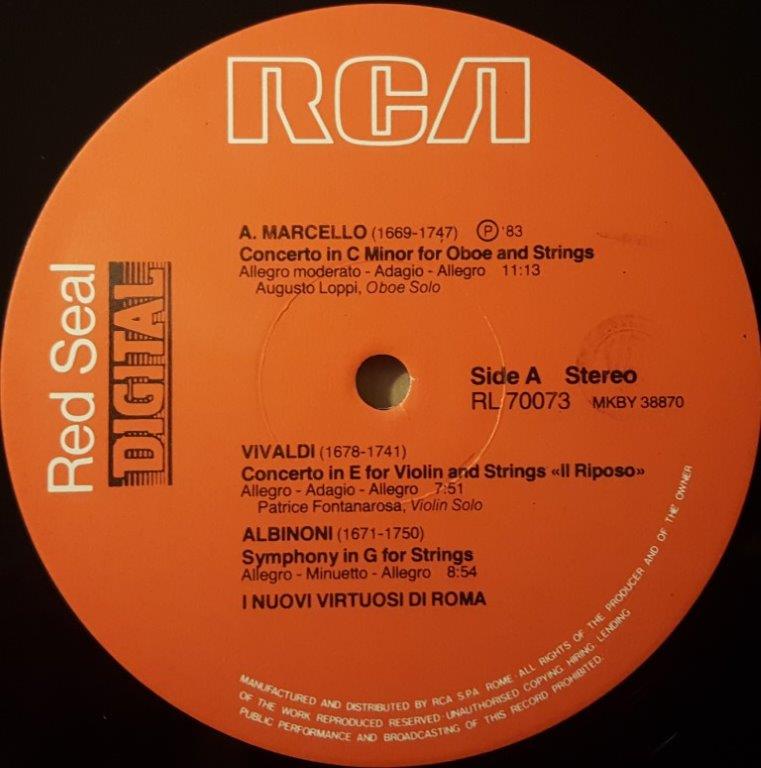 RCA
A. MARCELLO (1669-1747) Ⓟ '83
Concerto in C Minor for Oboe and Strings
Allegro moderato - Adagio - Allegro 11:13
Augusto Loppi, Oboe Solo
Red Seal
DIGITAL
Side A Stereo
RL 70073 MKBY 38870
VIVALDI (1678-1741)
Concerto in E for Violin and Strings «Il Riposo»
Allegro - Adagio - Allegro 7:51
Patrice Fontanarosa, Violin Solo
ALBINONI (1671-1750)
Symphony in G for Strings
Allegro - Minuetto - Allegro 8:54
I NUOVI VIRTUOSI DI ROMA
MANUFACTURED AND DISTRIBUTED BY RCA S.P.A. ROME · ALL RIGHTS OF THE PRODUCER AND OF THE OWNER
OF THE WORK REPRODUCED RESERVED · UNAUTHORISED COPYING, HIRING, LENDING
PUBLIC PERFORMANCE AND BROADCASTING OF THIS RECORD PROHIBITED.